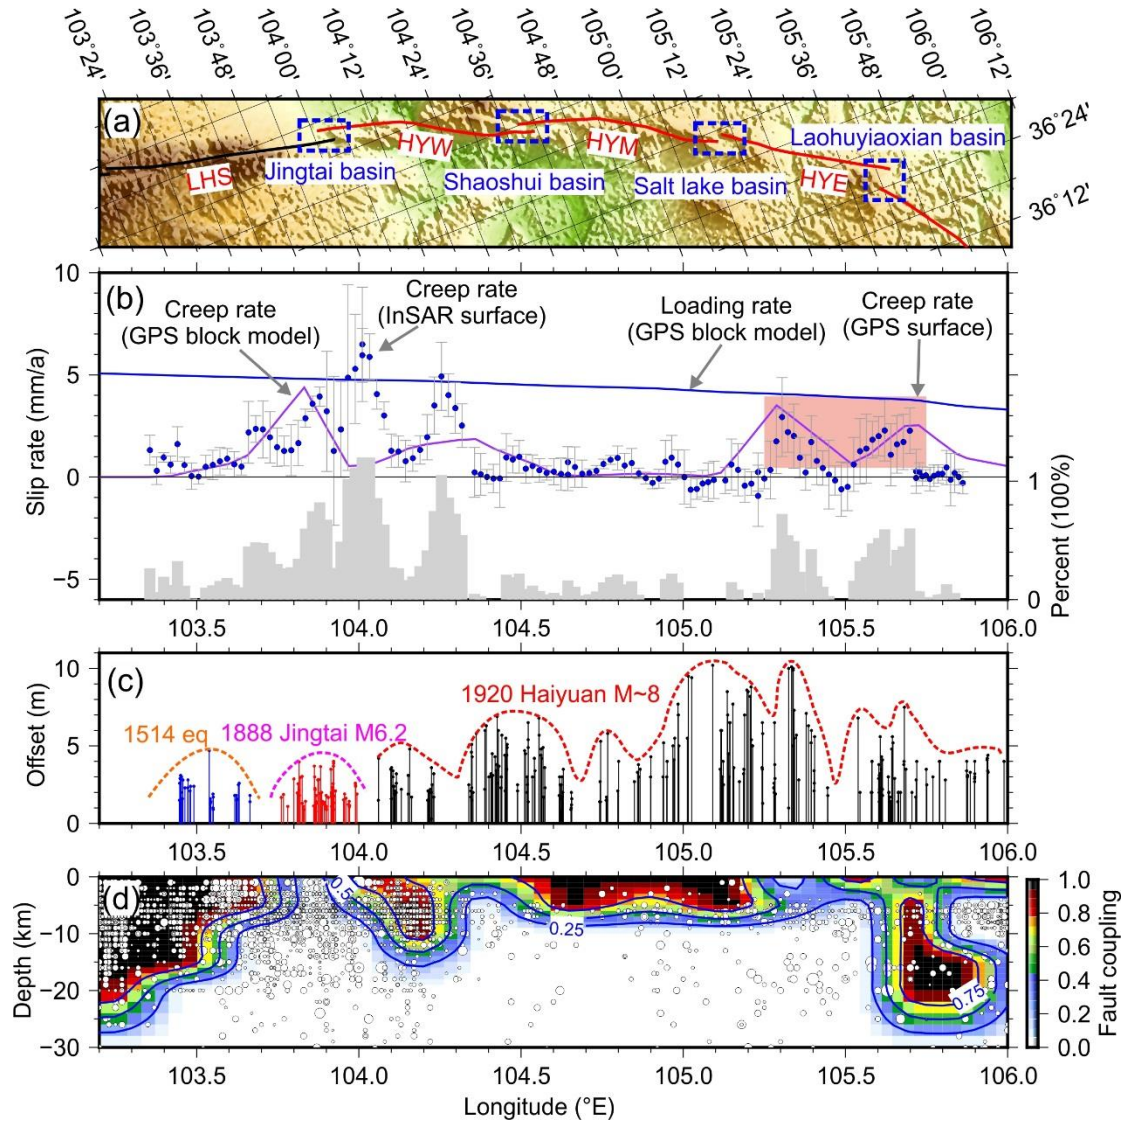 103˚24' 103˚36' 103˚48' 104˚00' 104˚12' 104˚24' 104˚36' 104˚48' 105˚00' 105˚12' 105˚24' 105˚36' 105˚48' 106˚00' 106˚12'
(a)
36˚24'
36˚12'
LHS
Jingtai basin
HYW
Shaoshui basin
HYM
Salt lake basin
HYE
Laohuyiaoxian basin
(b)
Creep rate
(GPS block model)
Creep rate
(InSAR surface)
Loading rate
(GPS block model)
Creep rate
(GPS surface)
Slip rate (mm/a)
10
5
0
−5
1
0
Percent (100%)
103.5 104.0 104.5 105.0 105.5 106.0
(c)
1514 eq
1888 Jingtai M6.2
1920 Haiyuan M~8
Offset (m)
10
5
0
103.5 104.0 104.5 105.0 105.5 106.0
(d)
0.5
0.25
0.75
Depth (km)
0
−10
−20
−30
1.0
0.8
0.6
0.4
0.2
0.0
Fault coupling
103.5 104.0 104.5 105.0 105.5 106.0
Longitude (°E)